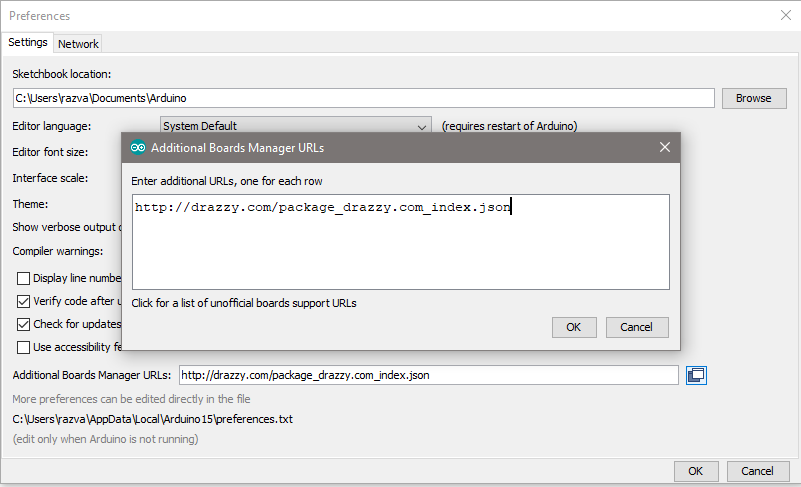 Preferences
Settings
Network
Sketchbook location:
C:\Users\razva\Documents\Arduino
Browse
Editor language:
System Default
(requires restart of Arduino)
Editor font size:
Interface scale:
Theme:
Show verbose output
Compiler warnings:
Display line
Verify code after
Check for updates
Use accessibility
Additional Boards Manager URLs
Enter additional URLs, one for each row
http://drazzy.com/package_drazzy.com_index.json
Click for a list of unofficial boards support URLs
OK
Cancel
Additional Boards Manager URLs:
http://drazzy.com/package_drazzy.com_index.json
More preferences can be edited directly in the file
C:\Users\razva\AppData\Local\Arduino15\preferences.txt
(edit only when Arduino is not running)
OK
Cancel